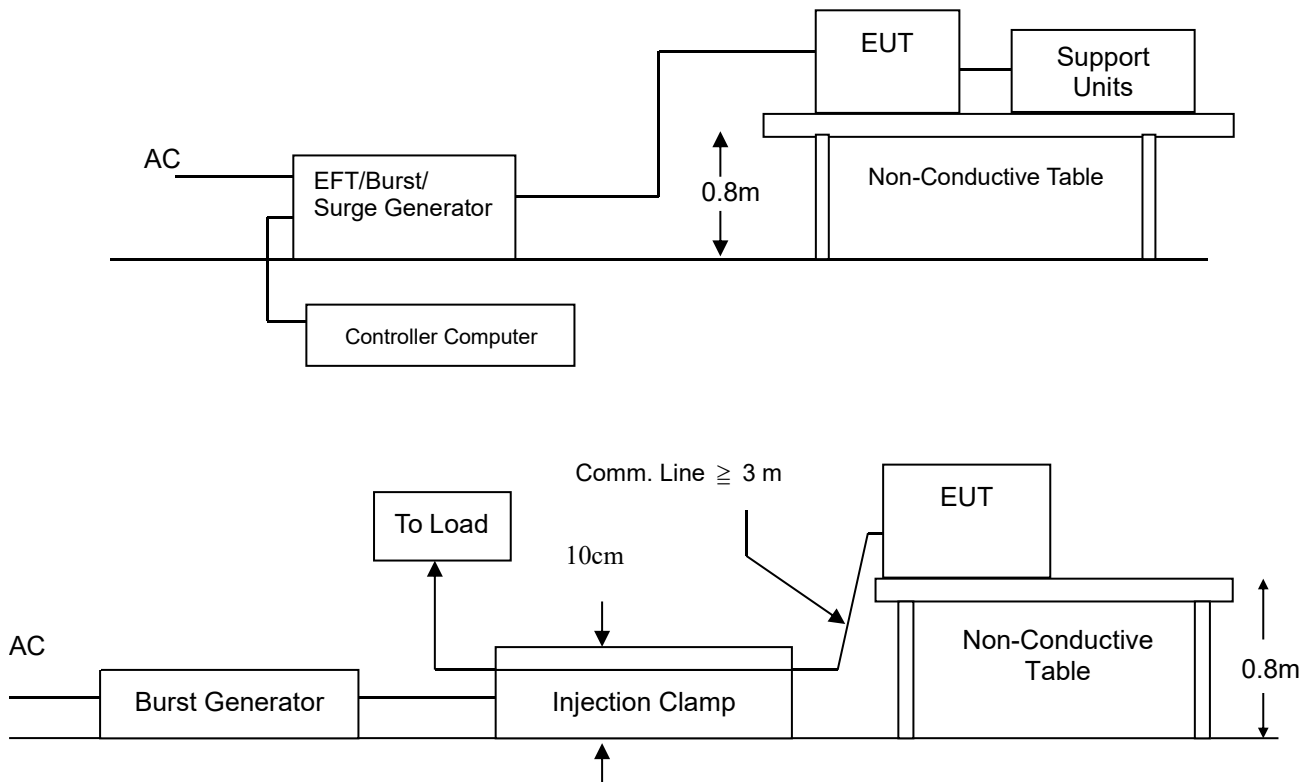 EUT
Support
Units
AC
EFT/Burst/
Surge Generator
0.8m
Non-Conductive Table
Controller Computer
Comm. Line ≧ 3 m
EUT
To Load
10cm
AC
Non-Conductive
Table
0.8m
Burst Generator
Injection Clamp